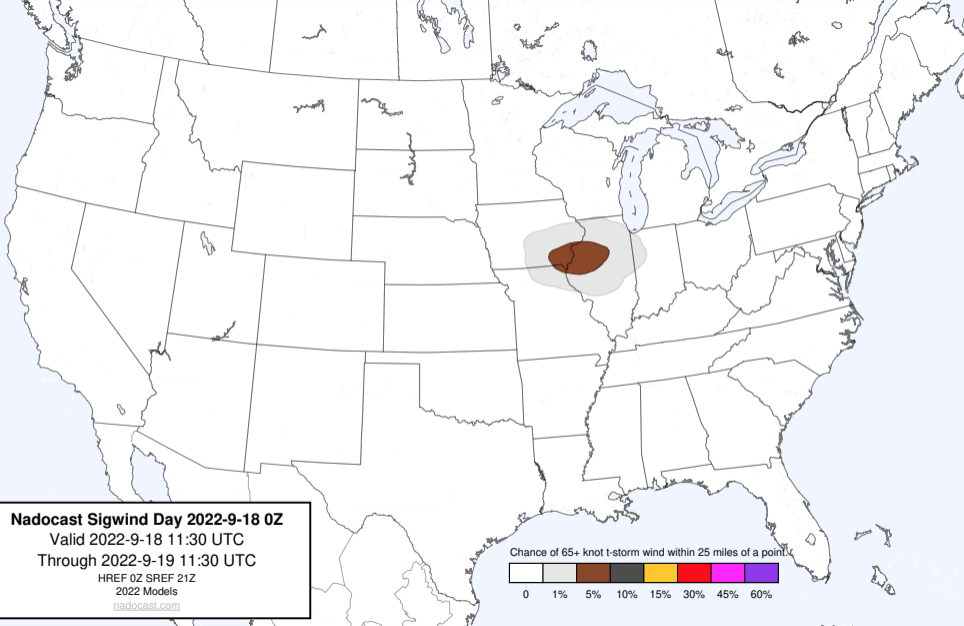 Nadocast Sigwind Day 2022-9-18 0Z
Valid 2022-9-18 11:30 UTC
Through 2022-9-19 11:30 UTC
HREF 0Z SREF 21Z
2022 Models
nadocast.com
Chance of 65+ knot t-storm wind within 25 miles of a point.
0 1% 5% 10% 15% 30% 45% 60%